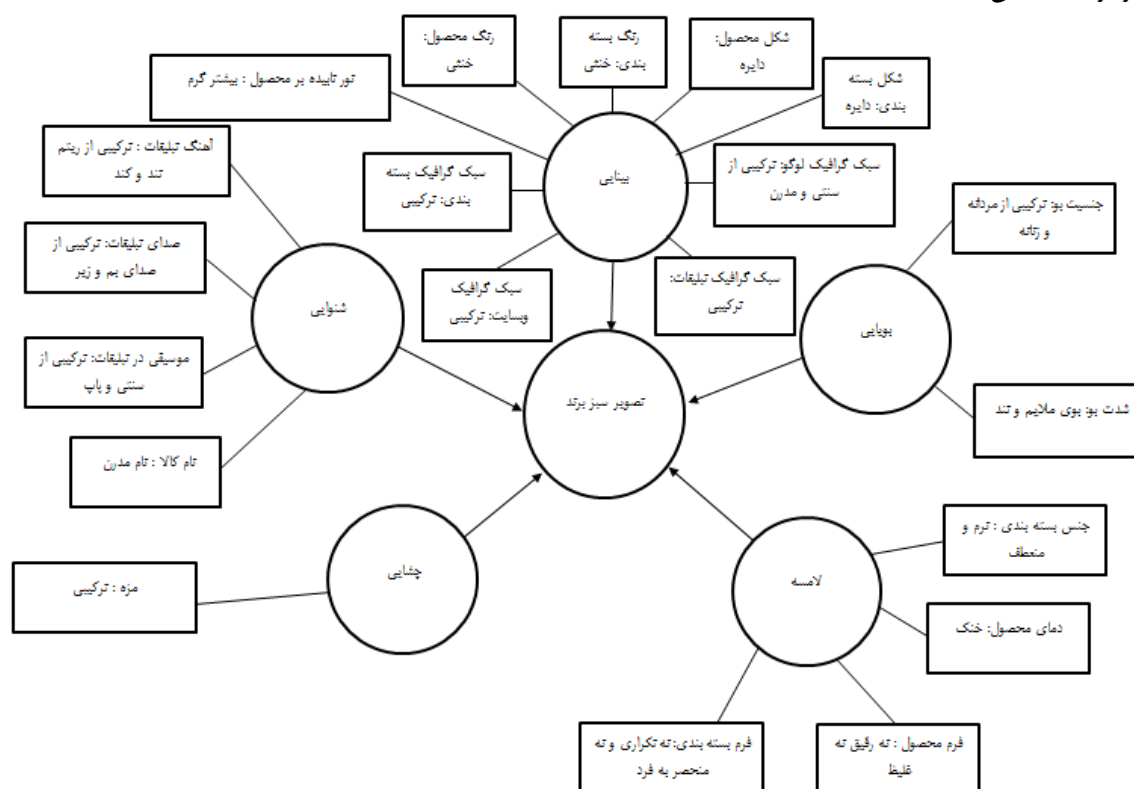 رنگ محصول:
خنثی
رنگ بسته
بندی: خنثی
شکل محصول:
دایره
شکل بسته
بندی: دایره
نور تابیده بر محصول : بیشتر گرم
آهنگ تبلیغات : ترکیبی از ریتم
تند و کند
سبک گرافیک بسته
بندی: ترکیبی
بینایی
سبک گرافیک لوگو: ترکیبی از
سنتی و مدرن
جنسیت بو: ترکیبی از مردانه
و زنانه
صدای تبلیغات: ترکیبی از
صدای بم و زیر
شنوایی
سبک گرافیک
وبسایت: ترکیبی
سبک گرافیک تبلیغات:
ترکیبی
بویایی
موسیقی در تبلیغات: ترکیبی از
سنتی و پاپ
تصویر سبز برند
شدت بو: بوی ملایم و تند
نام کالا : نام مدرن
جنس بسته بندی : نرم و
منعطف
مزه : ترکیبی
چشایی
لامسه
دمای محصول: خنک
فرم بسته بندی: نه تکراری و نه
منحصر به فرد
فرم محصول : نه رقیق نه
غلیظ